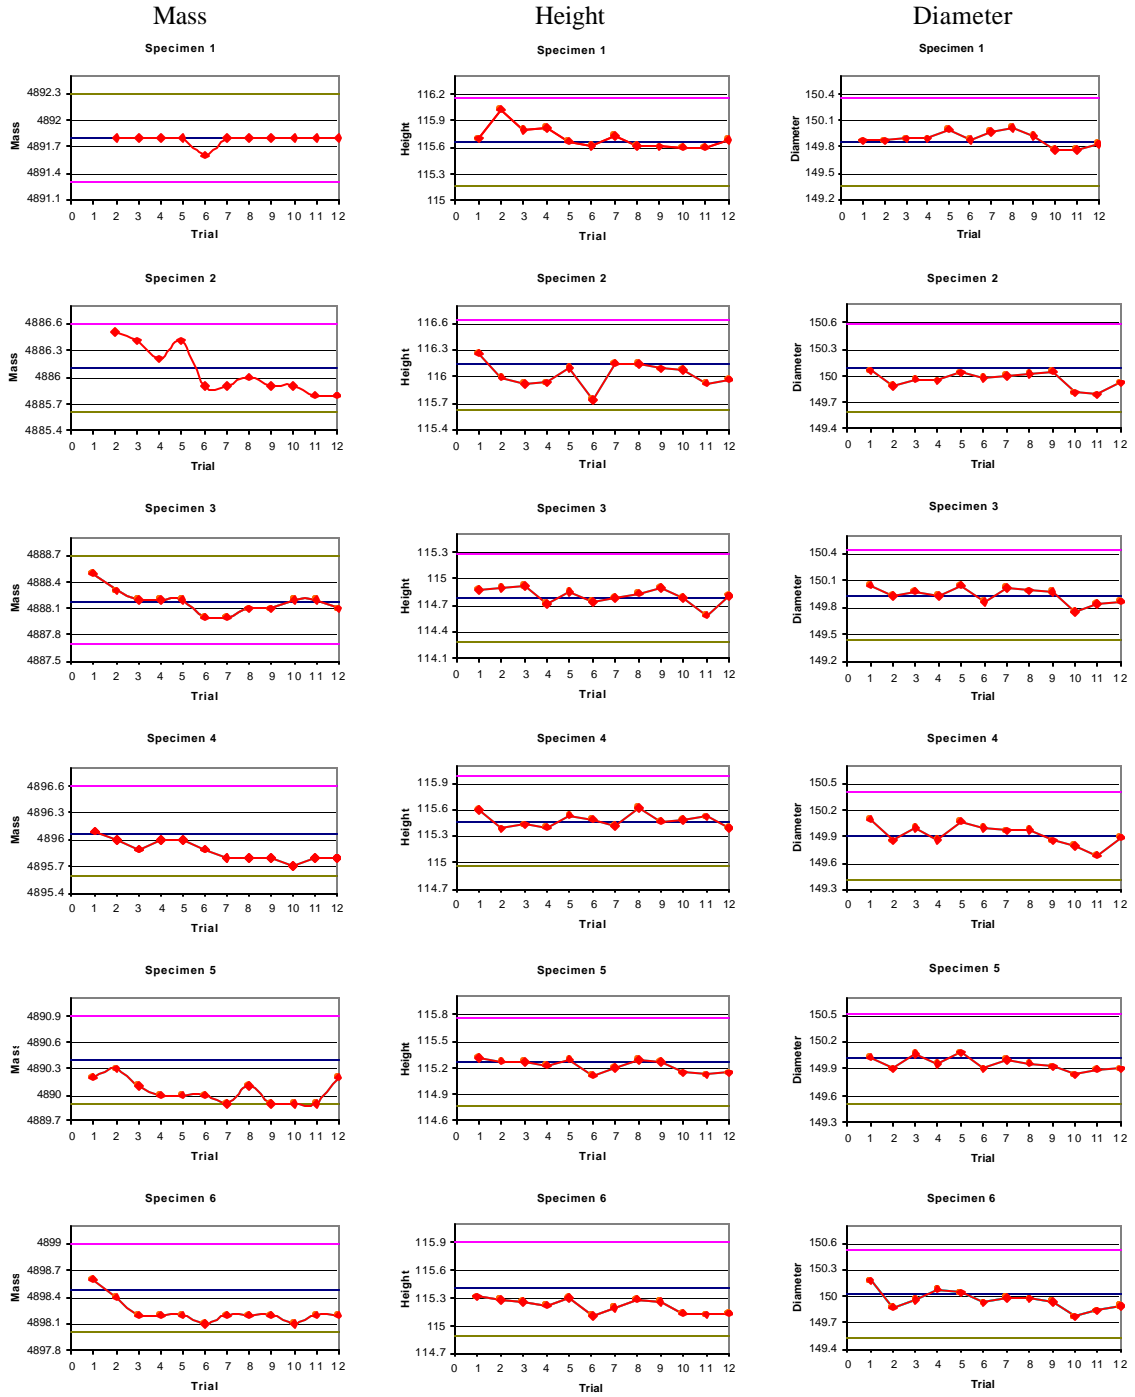 Mass
Height
Diameter
Specimen 1
Mass
4892.3
4892
4891.7
4891.4
4891.1
0 1 2 3 4 5 6 7 8 9 10 11 12
Trial
Specimen 1
Height
116.2
115.9
115.6
115.3
115
0 1 2 3 4 5 6 7 8 9 10 11 12
Trial
Specimen 1
Diameter
150.4
150.1
149.8
149.5
149.2
0 1 2 3 4 5 6 7 8 9 10 11 12
Trial
Specimen 2
Mass
4886.6
4886.3
4886
4885.7
4885.4
0 1 2 3 4 5 6 7 8 9 10 11 12
Trial
Specimen 2
Height
116.6
116.3
116
115.7
115.4
0 1 2 3 4 5 6 7 8 9 10 11 12
Trial
Specimen 2
Diameter
150.6
150.3
150
149.7
149.4
0 1 2 3 4 5 6 7 8 9 10 11 12
Trial
Specimen 3
Mass
4888.7
4888.4
4888.1
4887.8
4887.5
0 1 2 3 4 5 6 7 8 9 10 11 12
Trial
Specimen 3
Height
115.3
115
114.7
114.4
114.1
0 1 2 3 4 5 6 7 8 9 10 11 12
Trial
Specimen 3
Diameter
150.4
150.1
149.8
149.5
149.2
0 1 2 3 4 5 6 7 8 9 10 11 12
Trial
Specimen 4
Mass
4896.6
4896.3
4896
4895.7
4895.4
0 1 2 3 4 5 6 7 8 9 10 11 12
Trial
Specimen 4
Height
115.9
115.6
115.3
115
114.7
0 1 2 3 4 5 6 7 8 9 10 11 12
Trial
Specimen 4
Diameter
150.5
150.2
149.9
149.6
149.3
0 1 2 3 4 5 6 7 8 9 10 11 12
Trial
Specimen 5
Mass
4890.9
4890.6
4890.3
4890
4889.7
0 1 2 3 4 5 6 7 8 9 10 11 12
Trial
Specimen 5
Height
115.8
115.5
115.2
114.9
114.6
0 1 2 3 4 5 6 7 8 9 10 11 12
Trial
Specimen 5
Diameter
150.5
150.2
149.9
149.6
149.3
0 1 2 3 4 5 6 7 8 9 10 11 12
Trial
Specimen 6
Mass
4899
4898.7
4898.4
4898.1
4897.8
0 1 2 3 4 5 6 7 8 9 10 11 12
Trial
Specimen 6
Height
115.9
115.6
115.3
115
114.7
0 1 2 3 4 5 6 7 8 9 10 11 12
Trial
Specimen 6
Diameter
150.6
150.3
150
149.7
149.4
0 1 2 3 4 5 6 7 8 9 10 11 12
Trial